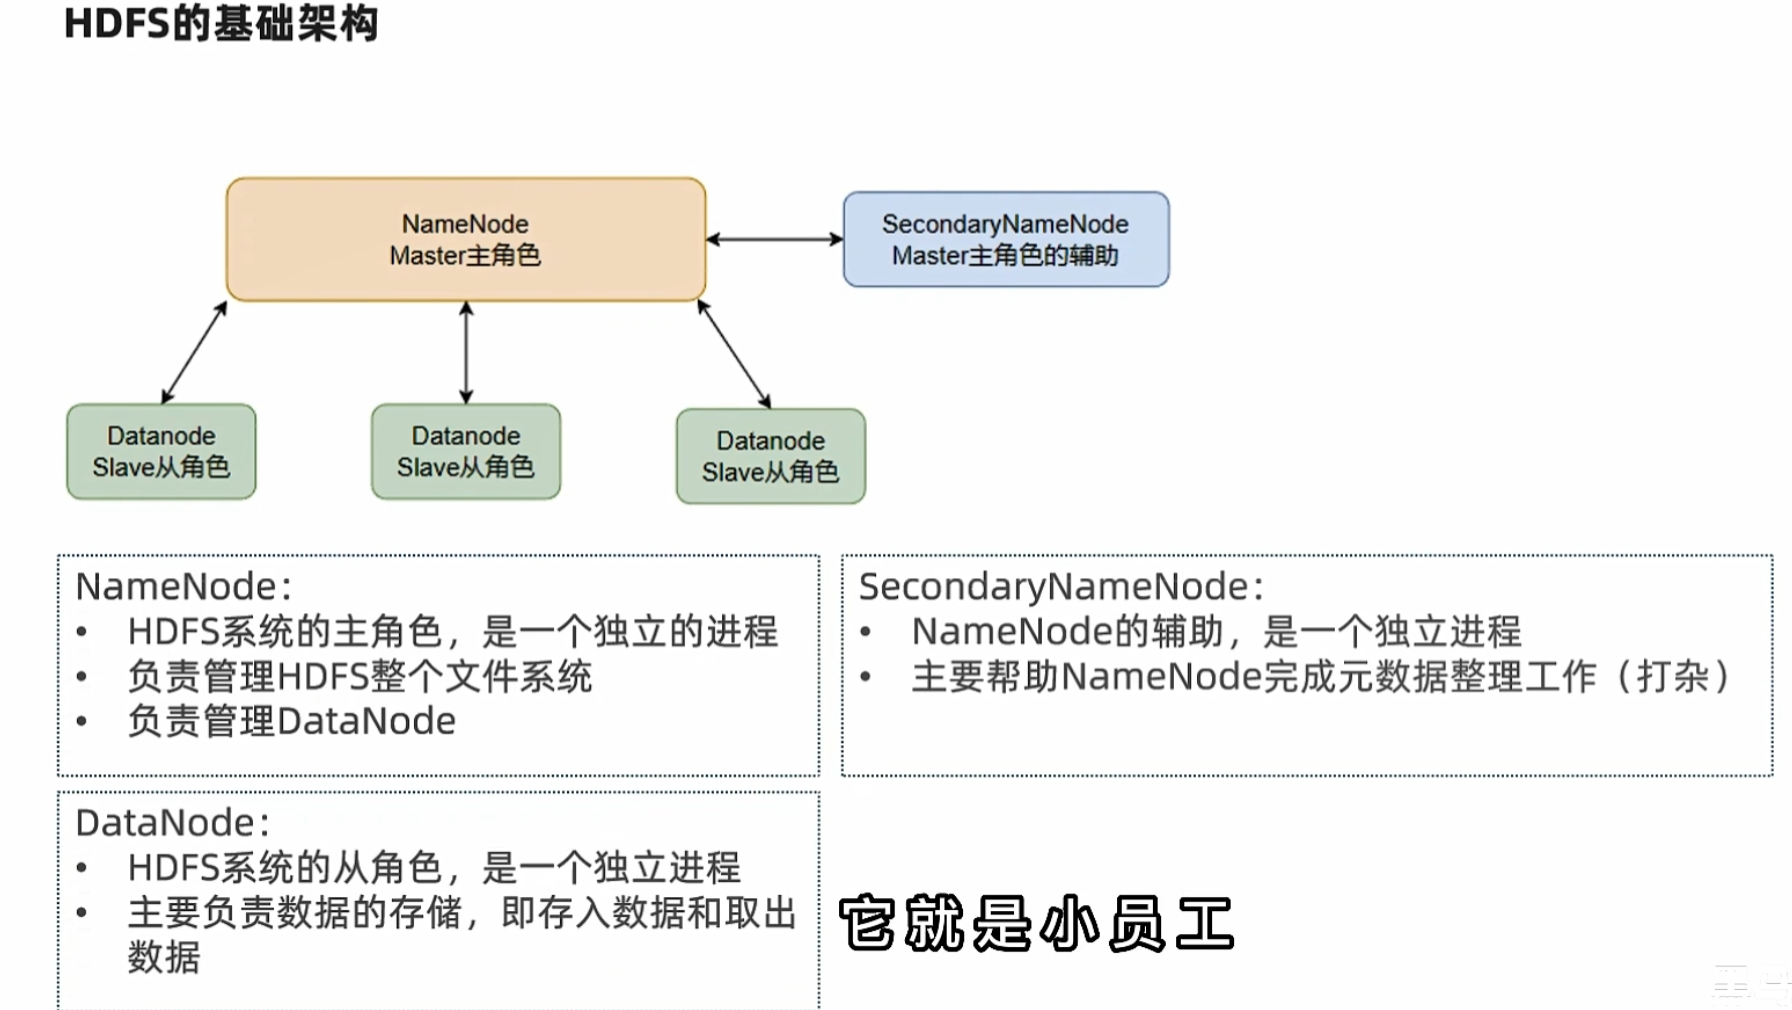 HDFS的基础架构
NameNode
Master主角色
SecondaryNameNode
Master主角色的辅助
Datanode
Slave从角色
Datanode
Slave从角色
Datanode
Slave从角色
NameNode：
• HDFS系统的主角色，是一个独立的进程
• 负责管理HDFS整个文件系统
• 负责管理DataNode
SecondaryNameNode：
• NameNode的辅助，是一个独立进程
• 主要帮助NameNode完成元数据整理工作（打杂）
DataNode：
• HDFS系统的从角色，是一个独立进程
• 主要负责数据的存储，即存入数据和取出
数据
它就是小员工